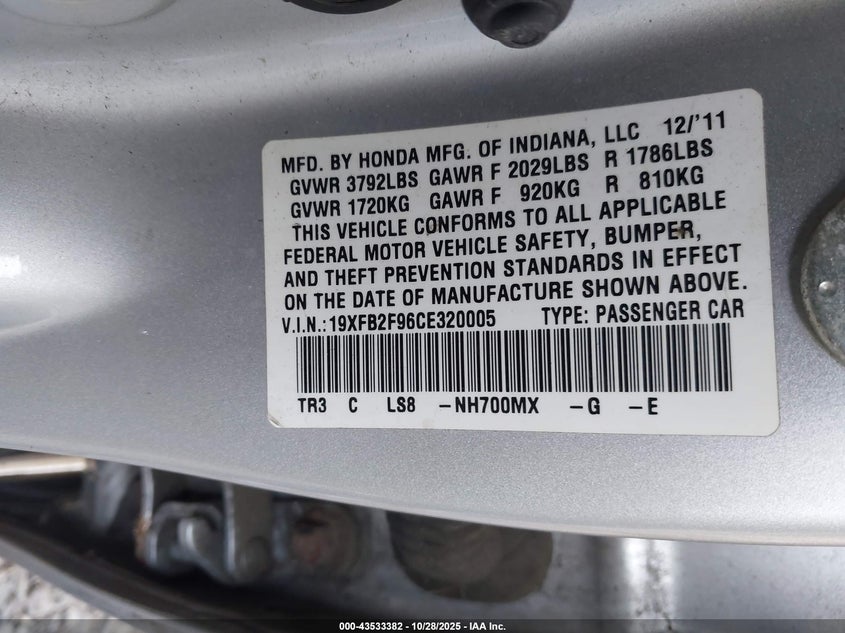 MFD. BY HONDA MFG. OF INDIANA, LLC 12/'11
GVWR 3792LBS GAWR F 2029LBS R 1786LBS
GVWR 1720KG GAWR F 920KG R 810KG
THIS VEHICLE CONFORMS TO ALL APPLICABLE
FEDERAL MOTOR VEHICLE SAFETY, BUMPER,
AND THEFT PREVENTION STANDARDS IN EFFECT
ON THE DATE OF MANUFACTURE SHOWN ABOVE.
V.I.N.:19XFB2F96CE320005 TYPE: PASSENGER CAR
TR3 C LS8 -NH700MX -G -E
000-43533382 | 10/28/2025 - IAA Inc.